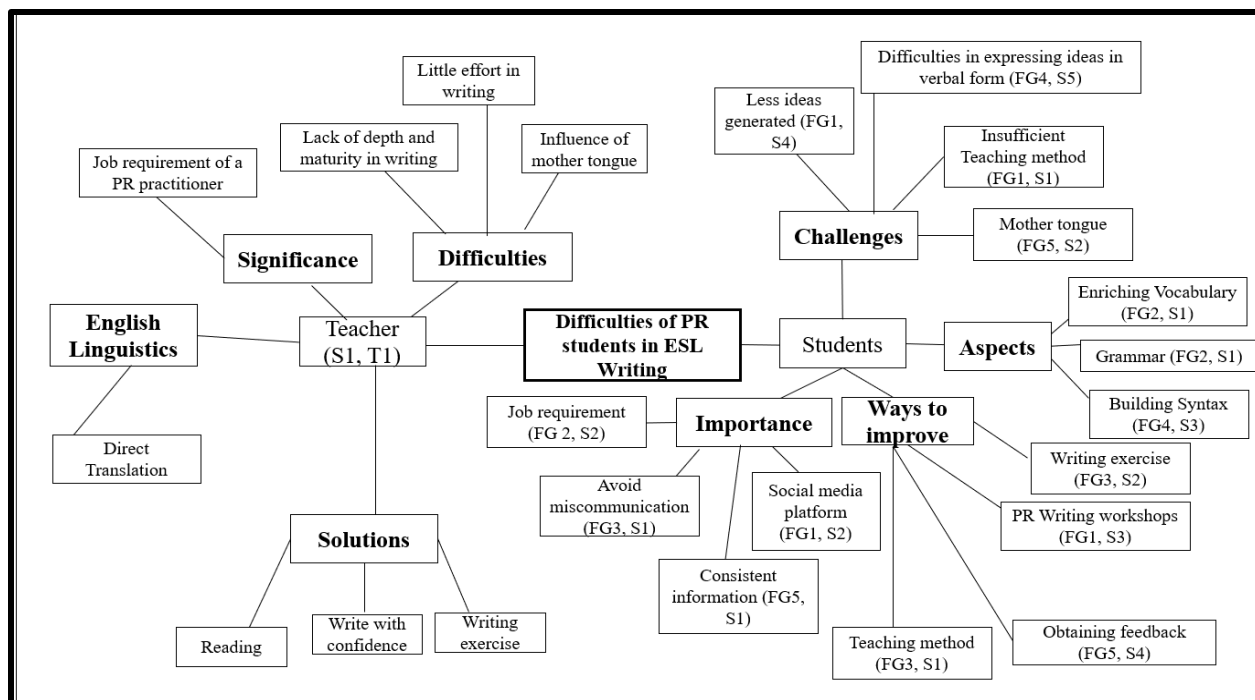 Little effort in
writing
Lack of depth and
maturity in writing
Influence of
mother tongue
Job requirement of a
PR practitioner
Significance
Difficulties
English
Linguistics
Teacher
(S1, T1)
Direct
Translation
Solutions
Reading
Write with
confidence
Writing
exercise
Difficulties of PR
students in ESL
Writing
Difficulties in expressing ideas in
verbal form (FG4, S5)
Less ideas
generated (FG1,
S4)
Insufficient
Teaching method
(FG1, S1)
Challenges
Mother tongue
(FG5, S2)
Students
Aspects
Enriching Vocabulary
(FG2, S1)
Grammar (FG2, S1)
Building Syntax
(FG4, S3)
Importance
Job requirement
(FG 2, S2)
Avoid
miscommunication
(FG3, S1)
Social media
platform
(FG1, S2)
Consistent
information (FG5,
S1)
Ways to
improve
Writing exercise
(FG3, S2)
PR Writing workshops
(FG1, S3)
Teaching method
(FG3, S1)
Obtaining feedback
(FG5, S4)